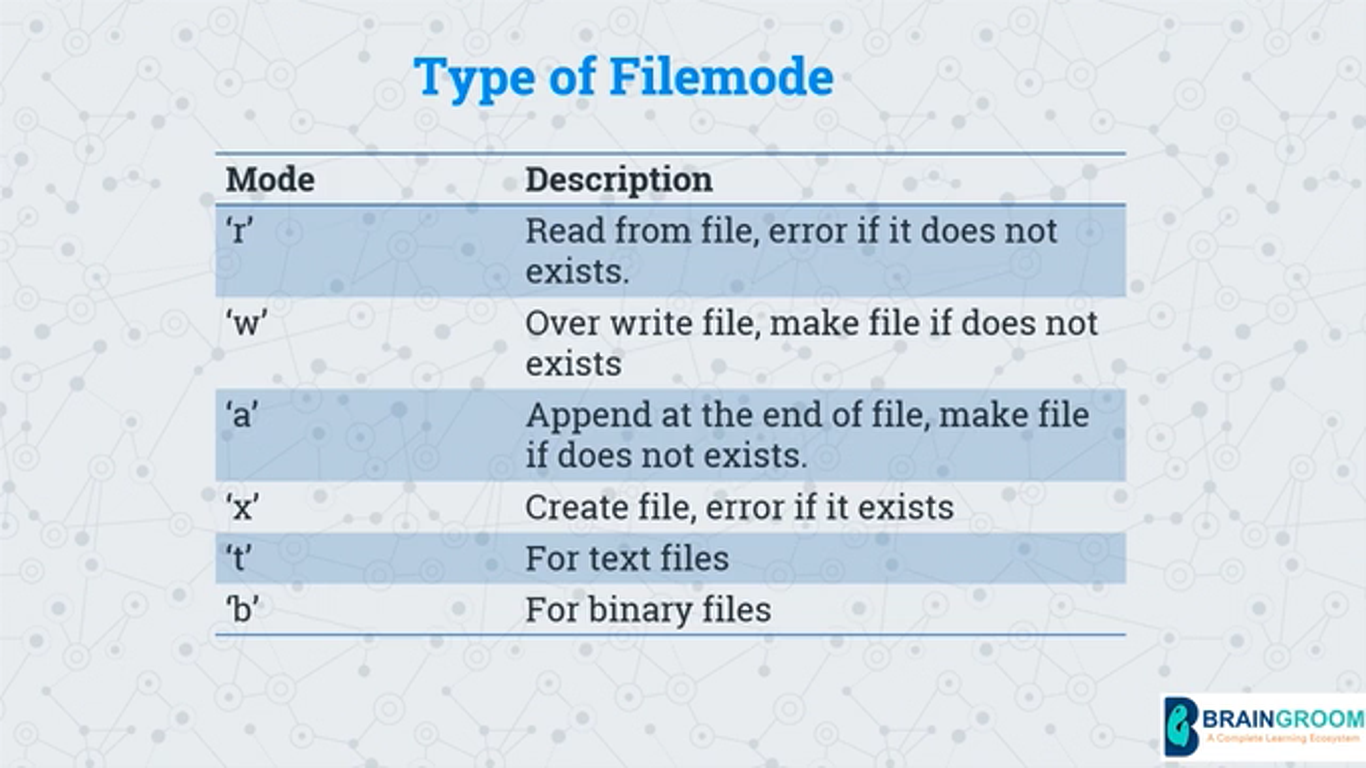 Type of Filemode
Mode Description
‘r’ Read from file, error if it does not
exists.
‘w’ Over write file, make file if does not
exists
‘a’ Append at the end of file, make file
if does not exists.
‘x’ Create file, error if it exists
‘t’ For text files
‘b’ For binary files
BRAINGROOM
A Complete Learning Ecosystem